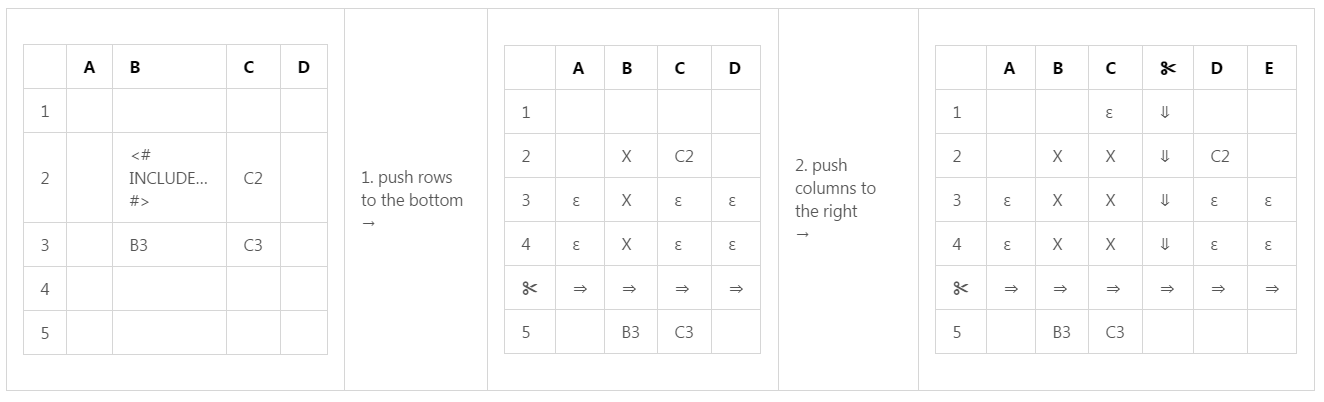 A B C D
1
2 <# INCLUDE... #> C2
3 B3 C3
4
5
1. push rows
to the bottom
→
A B C D
1
2 X C2
3 ε X ε ε
4 ε X ε ε
✂ ⇒ ⇒ ⇒ ⇒
5 B3 C3
2. push
columns to
the right
→
A B C ✂ D E
1 ε ⇓
2 X X ⇓ C2
3 ε X X ⇓ ε ε
4 ε X X ⇓ ε ε
✂ ⇒ ⇒ ⇒ ⇒ ⇒ ⇒
5 B3 C3